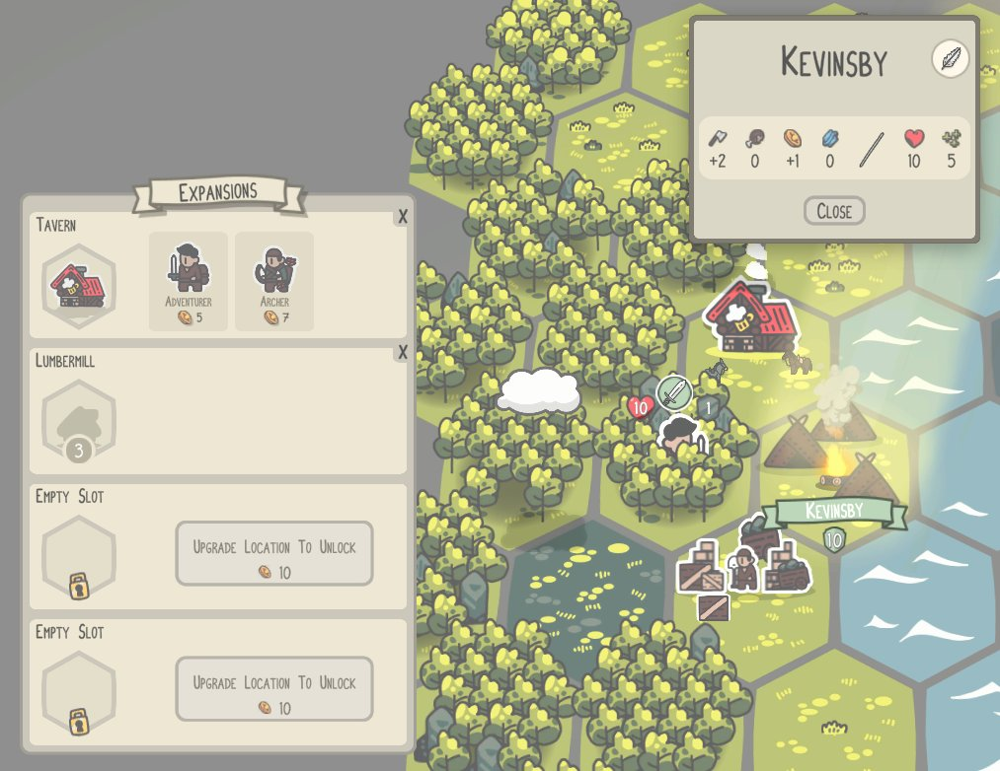 Kevinsby
+2 0 +1 0 10 5
Close
Expansions
Tavern
X
Adventurer
5
Archer
7
Lumbermill
X
3
Empty Slot
Upgrade Location To Unlock
10
Empty Slot
Upgrade Location To Unlock
10
10
1
Kevinsby
10